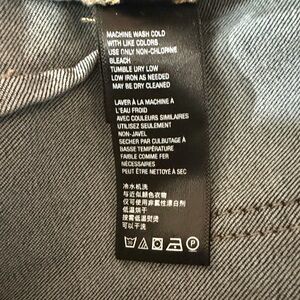 MACHINE WASH COLD
WITH LIKE COLORS
USE ONLY NON-CHLORINE
BLEACH
TUMBLE DRY LOW
LOW IRON AS NEEDED
MAY BE DRY CLEANED
LAVER À LA MACHINE À
L'EAU FROID
AVEC COULEURS SIMILAIRES
UTILISEZ SEULEMENT
NON-JAVEL
SECHER PAR CULBUTAGE À
BASSE TEMPÉRATURE
FAIBLE COMME FER
NÉCESSAIRES
PEUT ÊTRE NETTOYÉ À SEC
冷水机洗
与近似颜色衣物
仅可使用非氯性漂白剂
低温烘干
按需低温熨烫
可以干洗
P